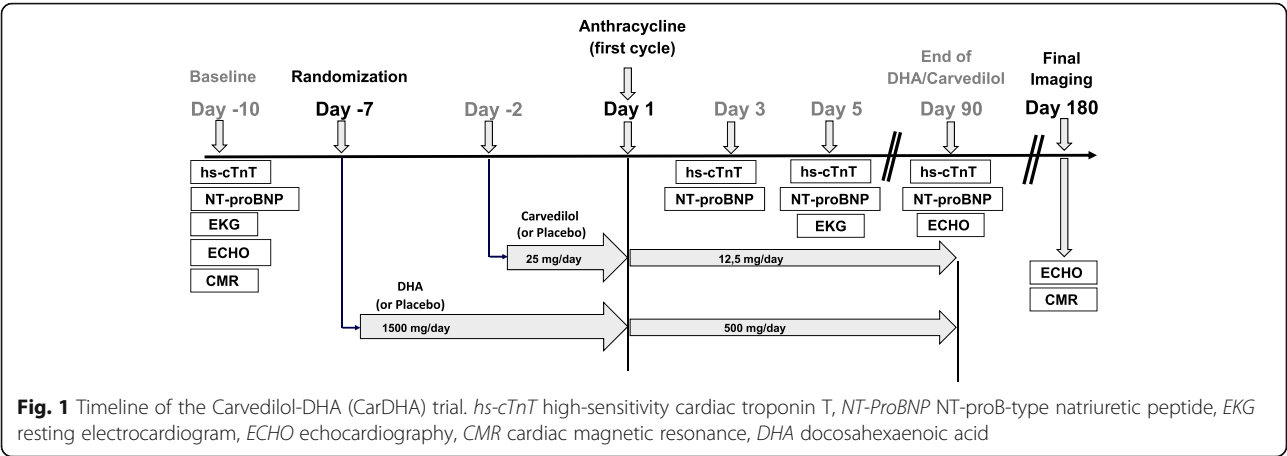 Anthracycline
(first cycle)
Baseline
Randomization
End of
DHA/Carvedilol
Final
Imaging
Day -10
Day -7
Day -2
Day 1
Day 3
Day 5
Day 90
Day 180
hs-cTnT
NT-proBNP
EKG
ECHO
CMR
hs-cTnT
NT-proBNP
hs-cTnT
NT-proBNP
EKG
hs-cTnT
NT-proBNP
ECHO
Carvedilol
(or Placebo)
25 mg/day
12,5 mg/day
ECHO
CMR
DHA
(or Placebo)
1500 mg/day
500 mg/day
Fig. 1 Timeline of the Carvedilol-DHA (CarDHA) trial. hs-cTnT high-sensitivity cardiac troponin T, NT-ProBNP NT-proB-type natriuretic peptide, EKG
resting electrocardiogram, ECHO echocardiography, CMR cardiac magnetic resonance, DHA docosahexaenoic acid